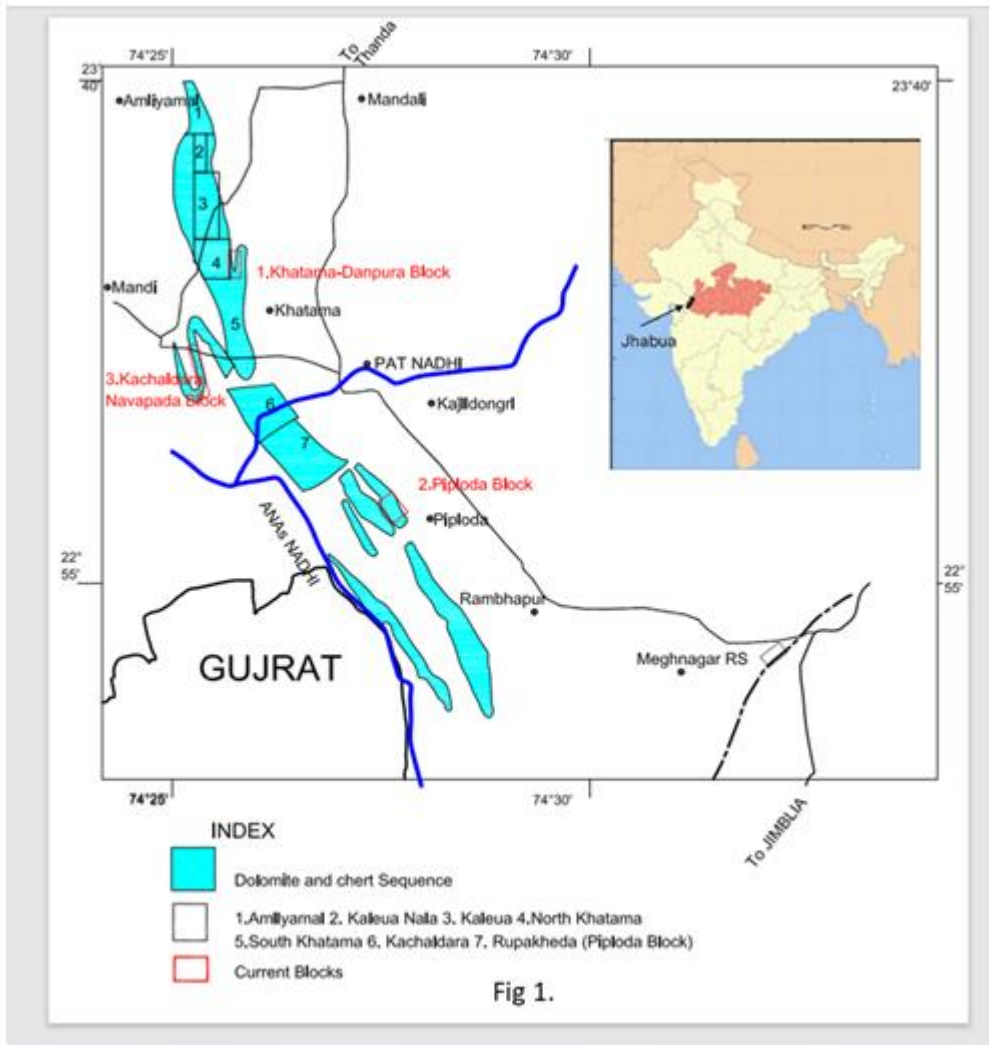 To
Thanda
74°25'
74°30'
23°
40'
23°40'
Amliyamal
Mandali
1
2
3
4
1.Khatama-Danpura Block
Mandi
Khatama
5
Jhabua
PAT NADHI
3.Kachaldara
Navapada Block
6
Kajlidongri
7
2.Piploda Block
Piploda
ANAs NADHI
22°
55'
22°
55'
Rambhapur
GUJRAT
Meghnagar RS
74°25'
74°30'
To JIMBLIA
INDEX
Dolomite and chert Sequence
1.Amliyamal 2. Kaleua Nalla 3. Kaleua 4.North Khatama
5.South Khatama 6. Kachaldara 7. Rupakheda (Piploda Block)
Current Blocks
Fig 1.